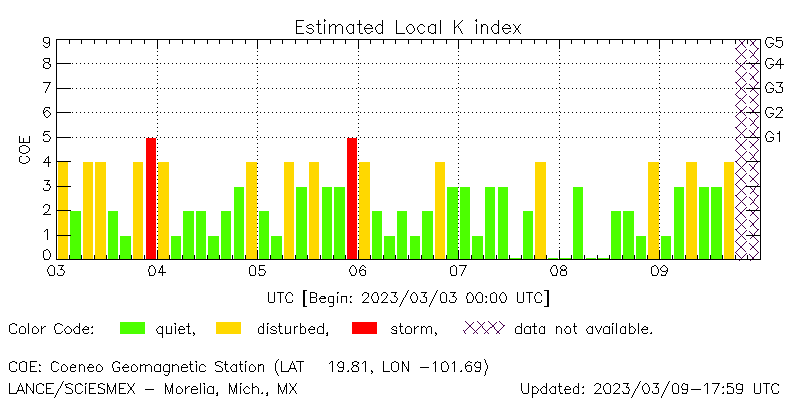 Estimated Local K index
9
8
7
6
5
4
3
2
1
0
COE
G5
G4
G3
G2
G1
03 04 05 06 07 08 09
UTC [Begin: 2023/03/03 00:00 UTC]
Color Code: quiet, disturbed, storm, data not available.
COE: Coeneo Geomagnetic Station (LAT 19.81, LON -101.69)
LANCE/SCiESMEX - Morelia, Mich., MX Updated: 2023/03/09-17:59 UTC